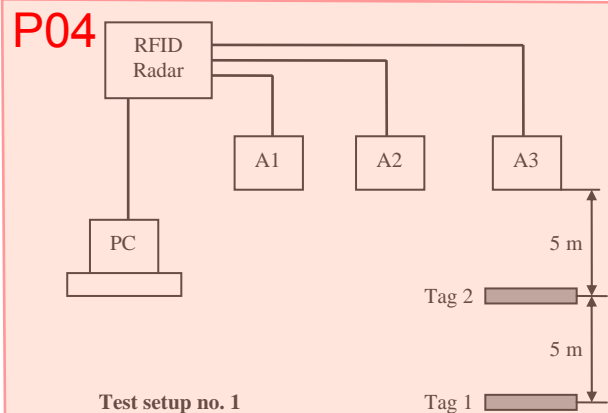 P04
RFID
Radar
A1
A2
A3
PC
5 m
Tag 2
5 m
Test setup no. 1
Tag 1